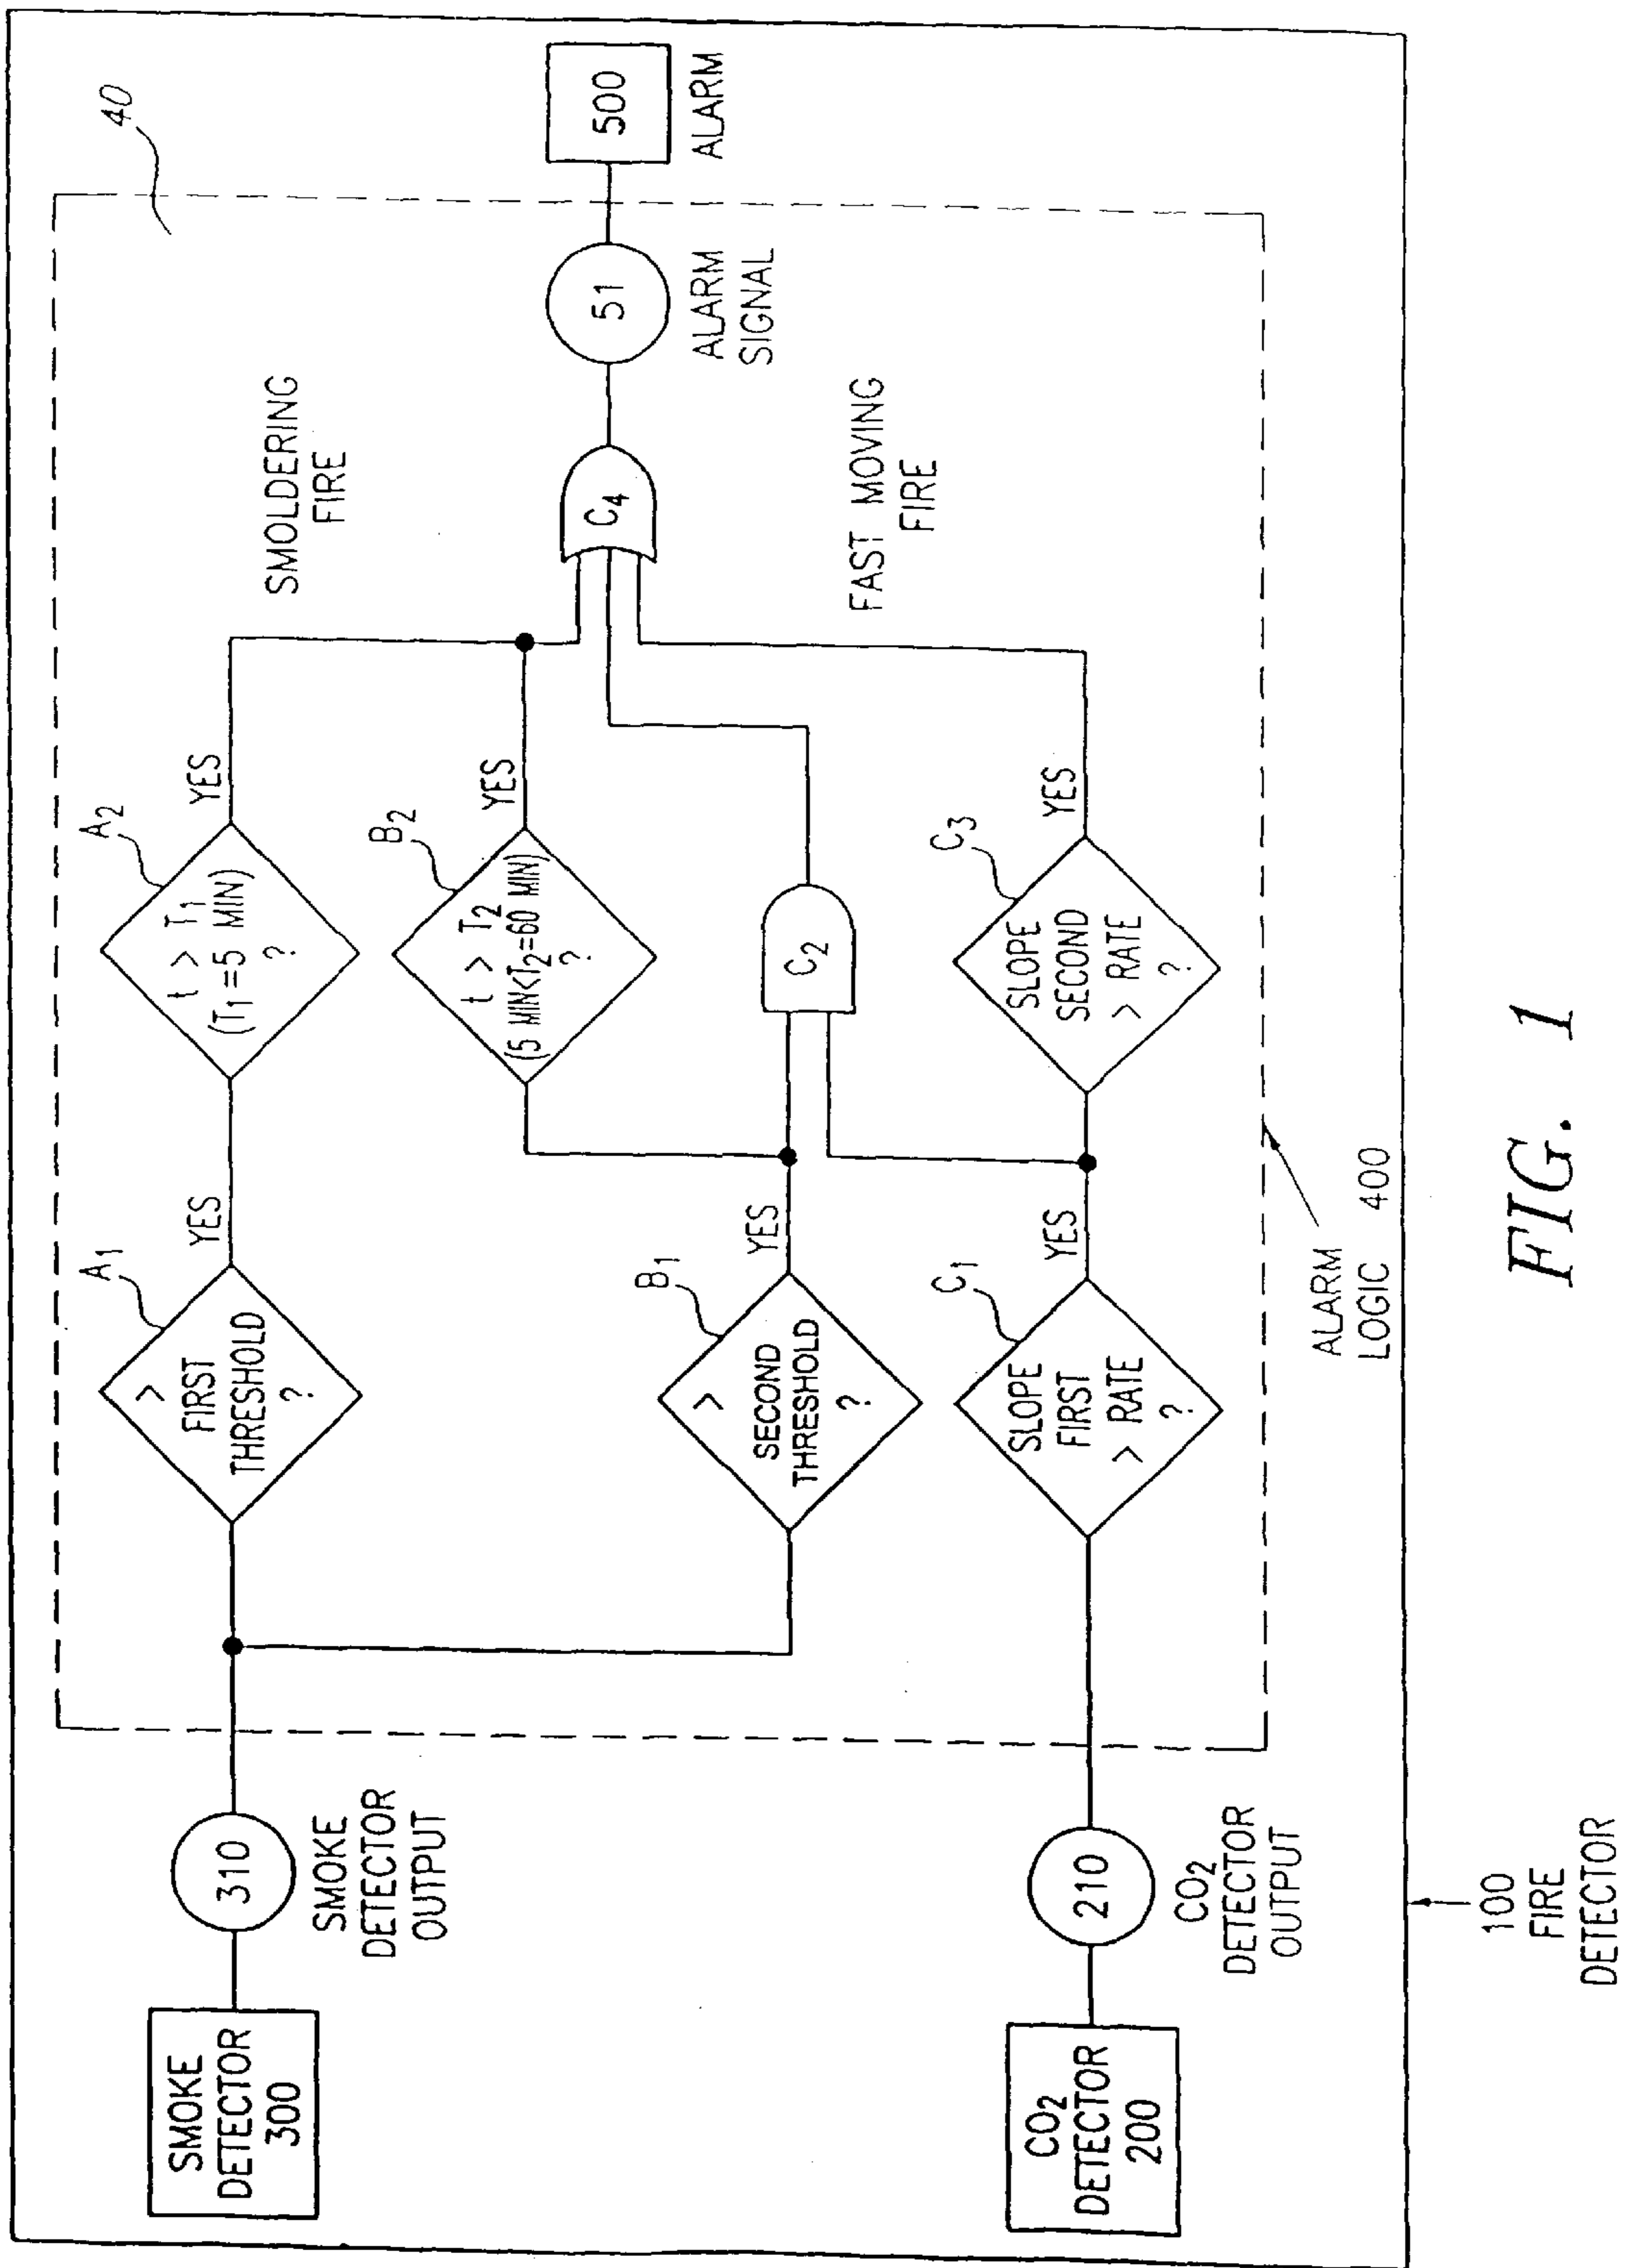 40
SMOKE
DETECTOR
300
310
SMOKE
DETECTOR
OUTPUT
A1
>
FIRST
THRESHOLD
?
YES
A2
t > T1
(T1=5 MIN)
?
YES
SMOLDERING
FIRE
B2
t > T2
(5 MIN<T2=60 MIN)
?
YES
C4
51
ALARM
SIGNAL
500
ALARM
B1
>
SECOND
THRESHOLD
?
YES
C2
FAST MOVING
FIRE
CO2
DETECTOR
200
210
CO2
DETECTOR
OUTPUT
C1
SLOPE
FIRST
> RATE
?
YES
C3
SLOPE
SECOND
> RATE
?
YES
ALARM
LOGIC 400
100
FIRE
DETECTOR
FIG. 1